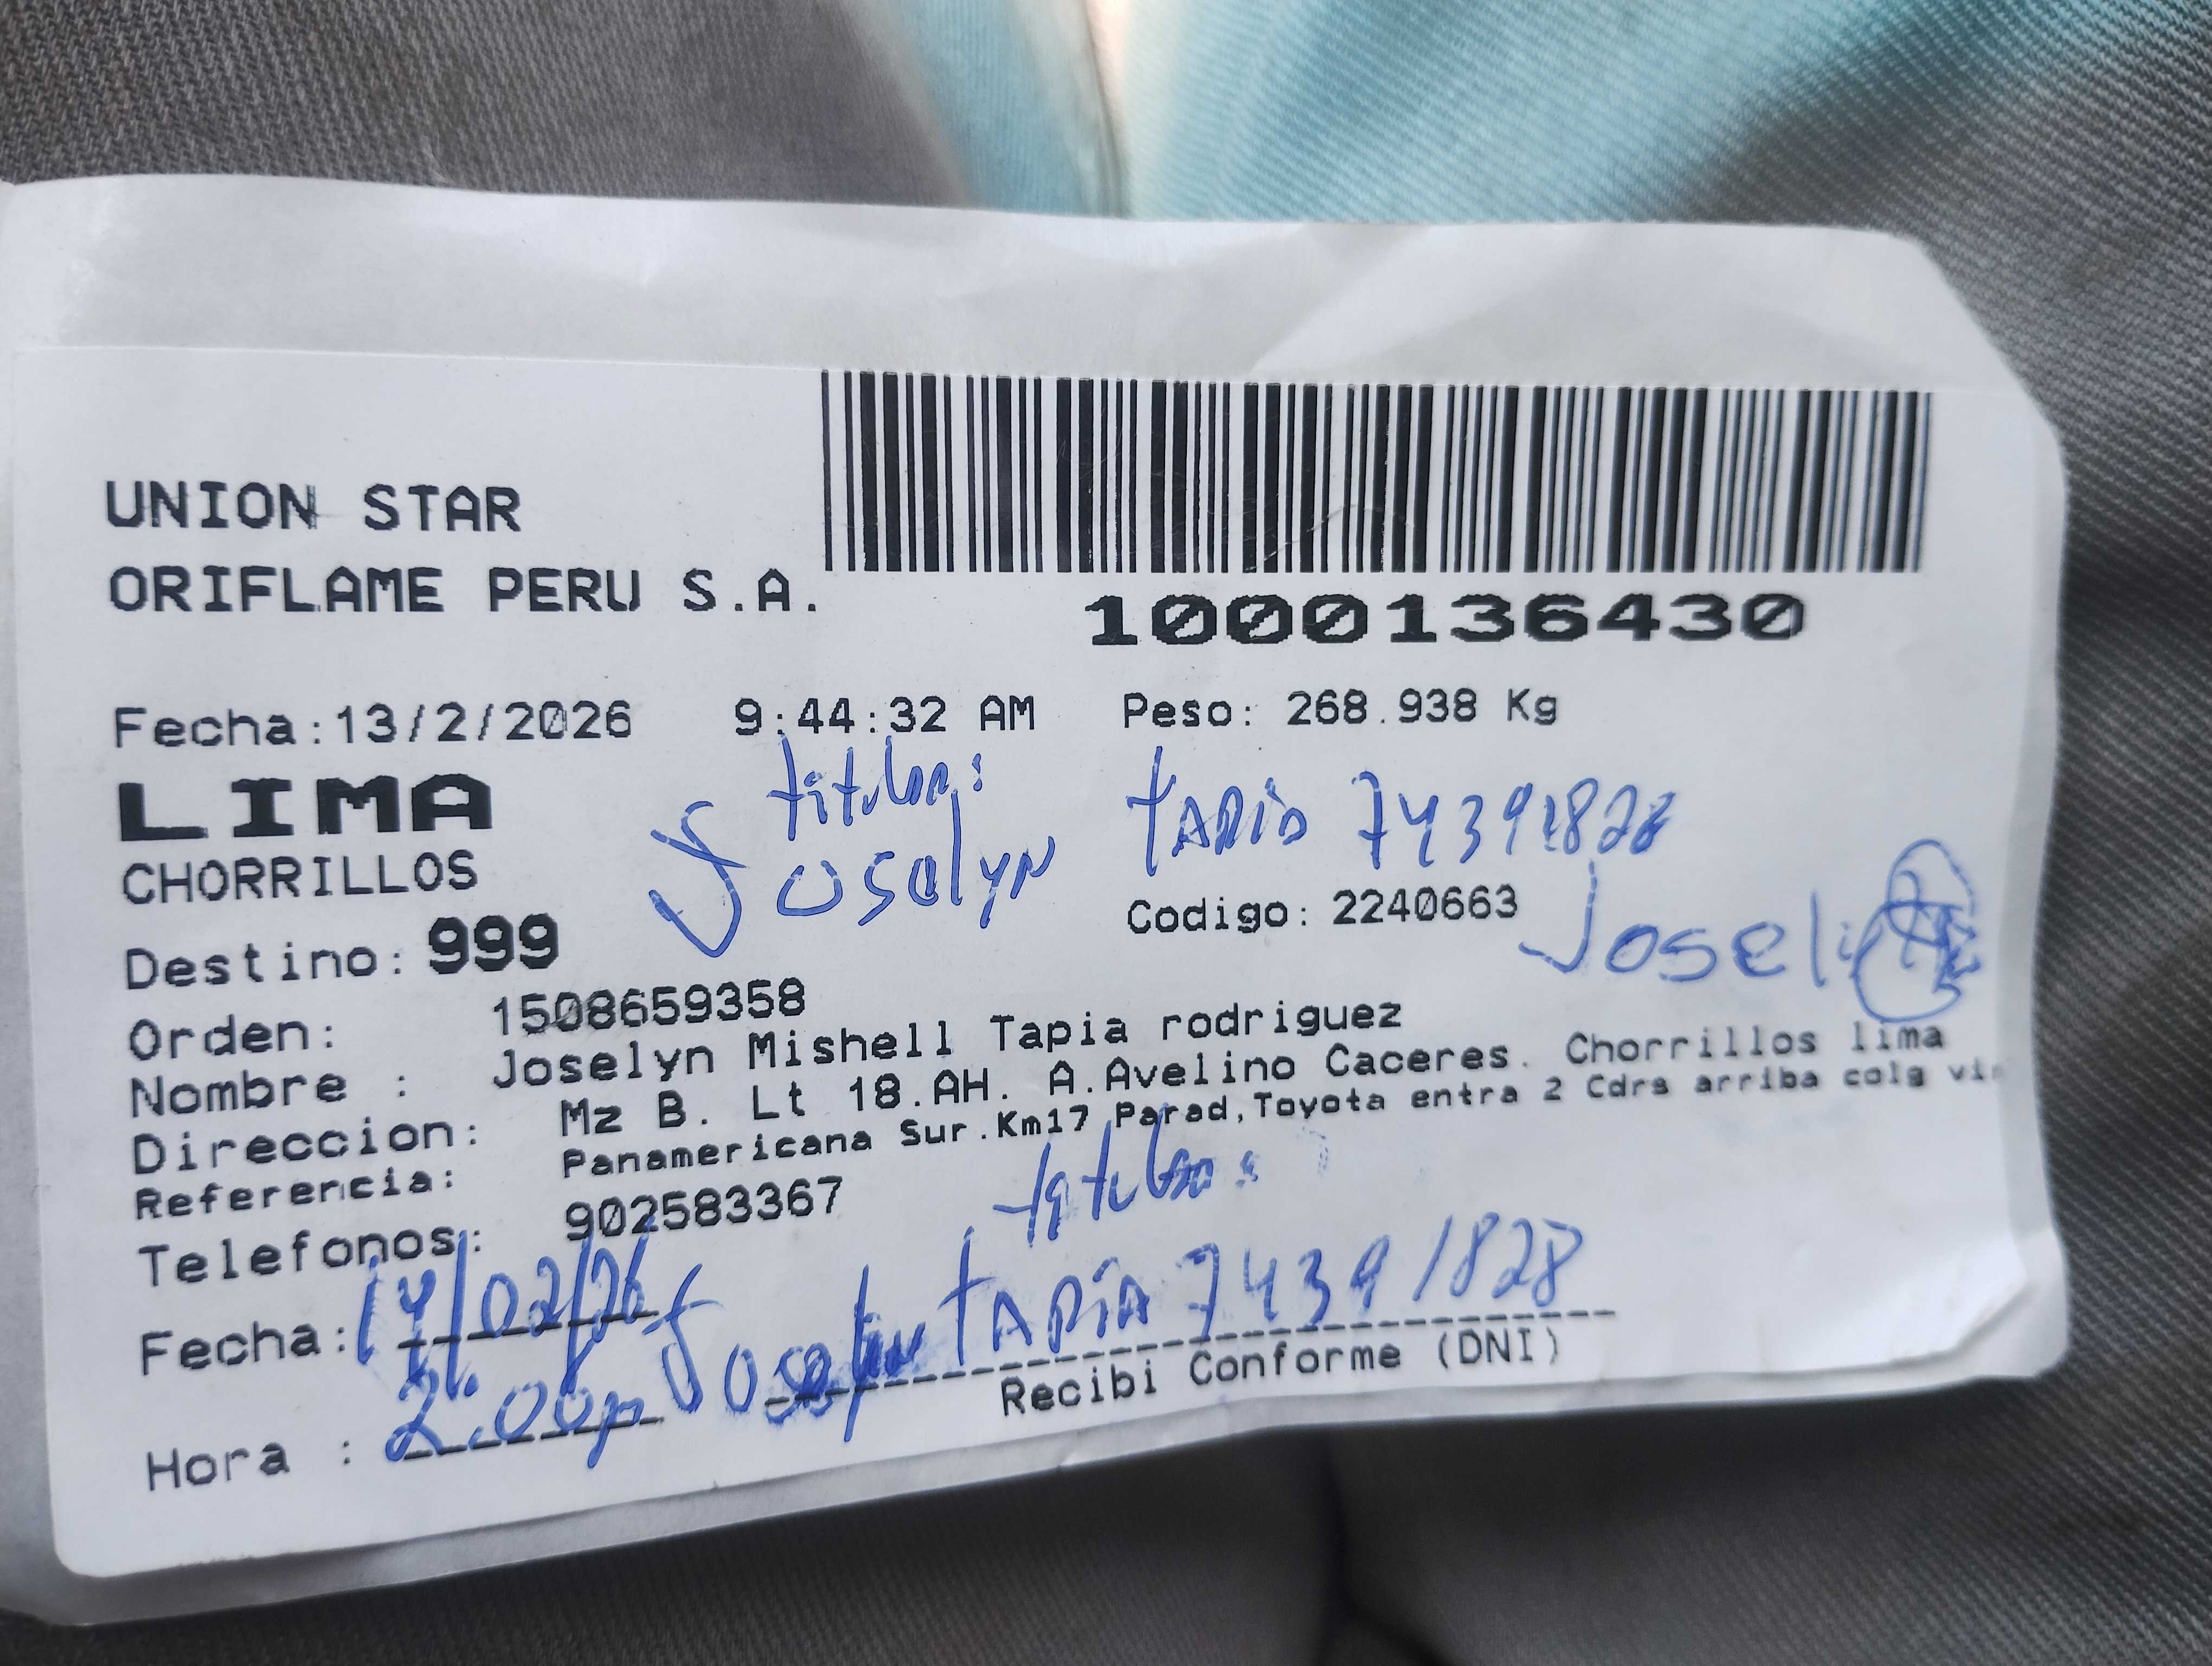 UNION STAR
ORIFLAME PERU S.A.
1000136430
Fecha:13/2/2026 9:44:32 AM Peso: 268.938 Kg
LIMA
titular:
Joselyn TAPIA 74391828
CHORRILLOS
Codigo: 2240663
Destino: 999
Joselyn
Orden: 1508659358
Nombre : Joselyn Mishell Tapia rodriguez
Direccion: Mz B. Lt 18.AH. A.Avelino Caceres. Chorrillos lima
Referencia: Panamericana Sur.Km17 Parad,Toyota entra 2 Cdrs arriba colg
Telefonos: 902583367
titular:
Fecha: 14/02/26 Joselyn TAPIA 74391828
Recibi Conforme (DNI)
Hora : 2:00p